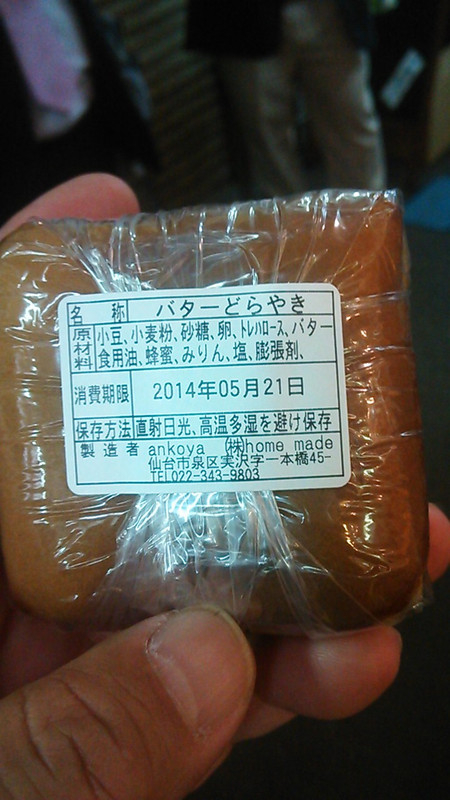 名 称 バターどらやき
原材料 小豆、小麦粉、砂糖、卵、トレハロース、バター
食用油、蜂蜜、みりん、塩、膨張剤、
消費期限 2014年05月21日
保存方法 直射日光、高温多湿を避け保存
製造者 ankoya ㈱home made
仙台市泉区実沢字一本橋45-
TEL022-343-9803